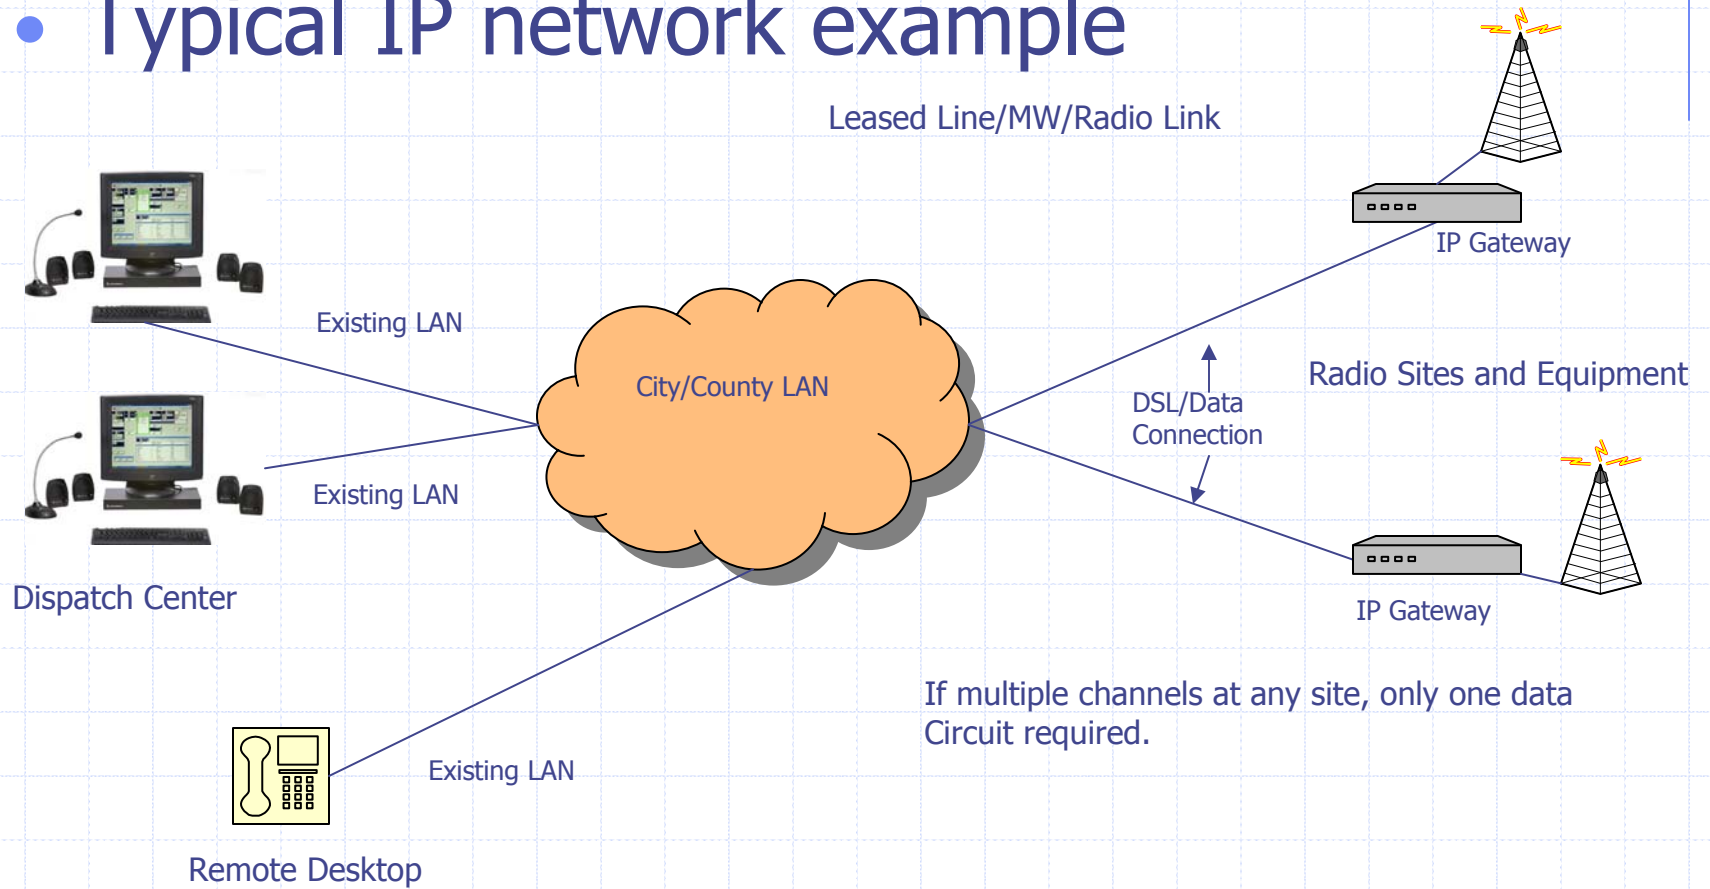 • Typical IP network example
Leased Line/MW/Radio Link
IP Gateway
Existing LAN
City/County LAN
Radio Sites and Equipment
DSL/Data
Connection
Existing LAN
Dispatch Center
IP Gateway
If multiple channels at any site, only one data
Circuit required.
Existing LAN
Remote Desktop